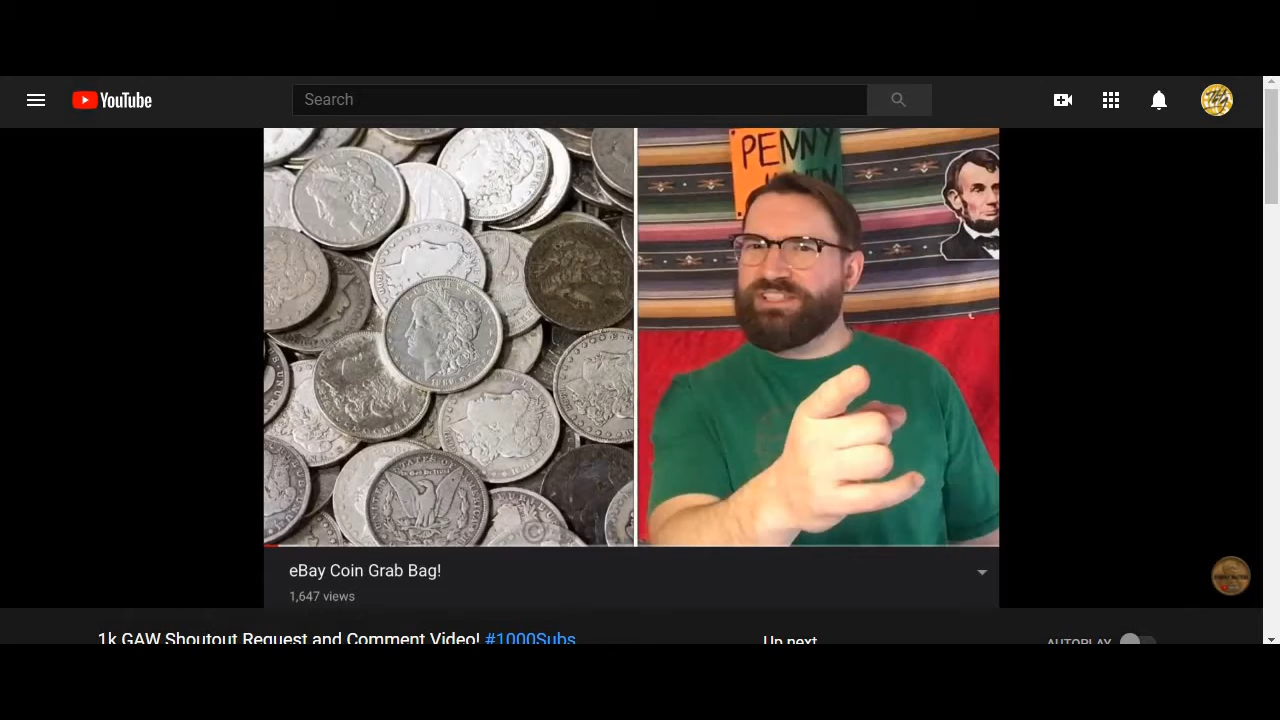 YouTube
Search
PENNY
eBay Coin Grab Bag!
1,647 views
1k GAW Shoutout Request and Comment Video! #1000Subs
Up next
AUTOPLAY